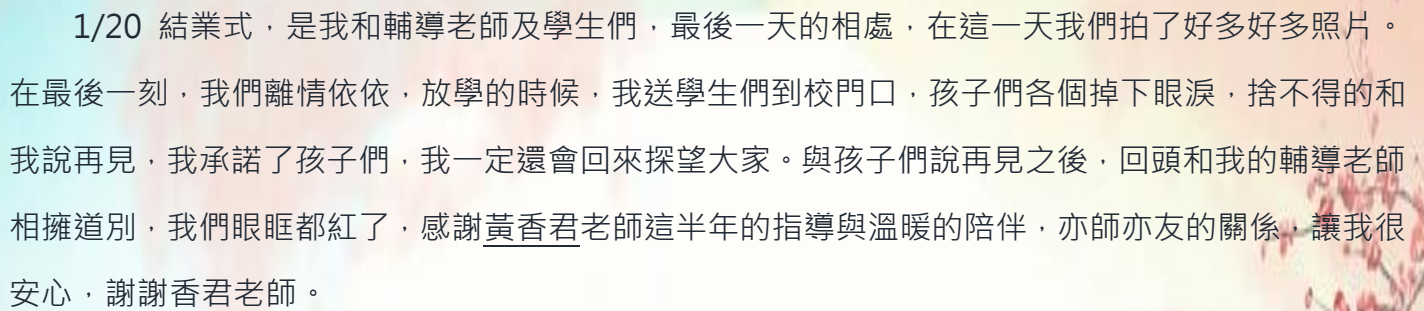 1/20 結業式，是我和輔導老師及學生們，最後一天的相處，在這一天我們拍了好多好多照片。
在最後一刻，我們離情依依，放學的時候，我送學生們到校門口，孩子們各個掉下眼淚，捨不得的和
我說再見，我承諾了孩子們，我一定還會回來探望大家。與孩子們說再見之後，回頭和我的輔導老師
相擁道別，我們眼眶都紅了，感謝黃香君老師這半年的指導與溫暖的陪伴，亦師亦友的關係，讓我很
安心，謝謝香君老師。